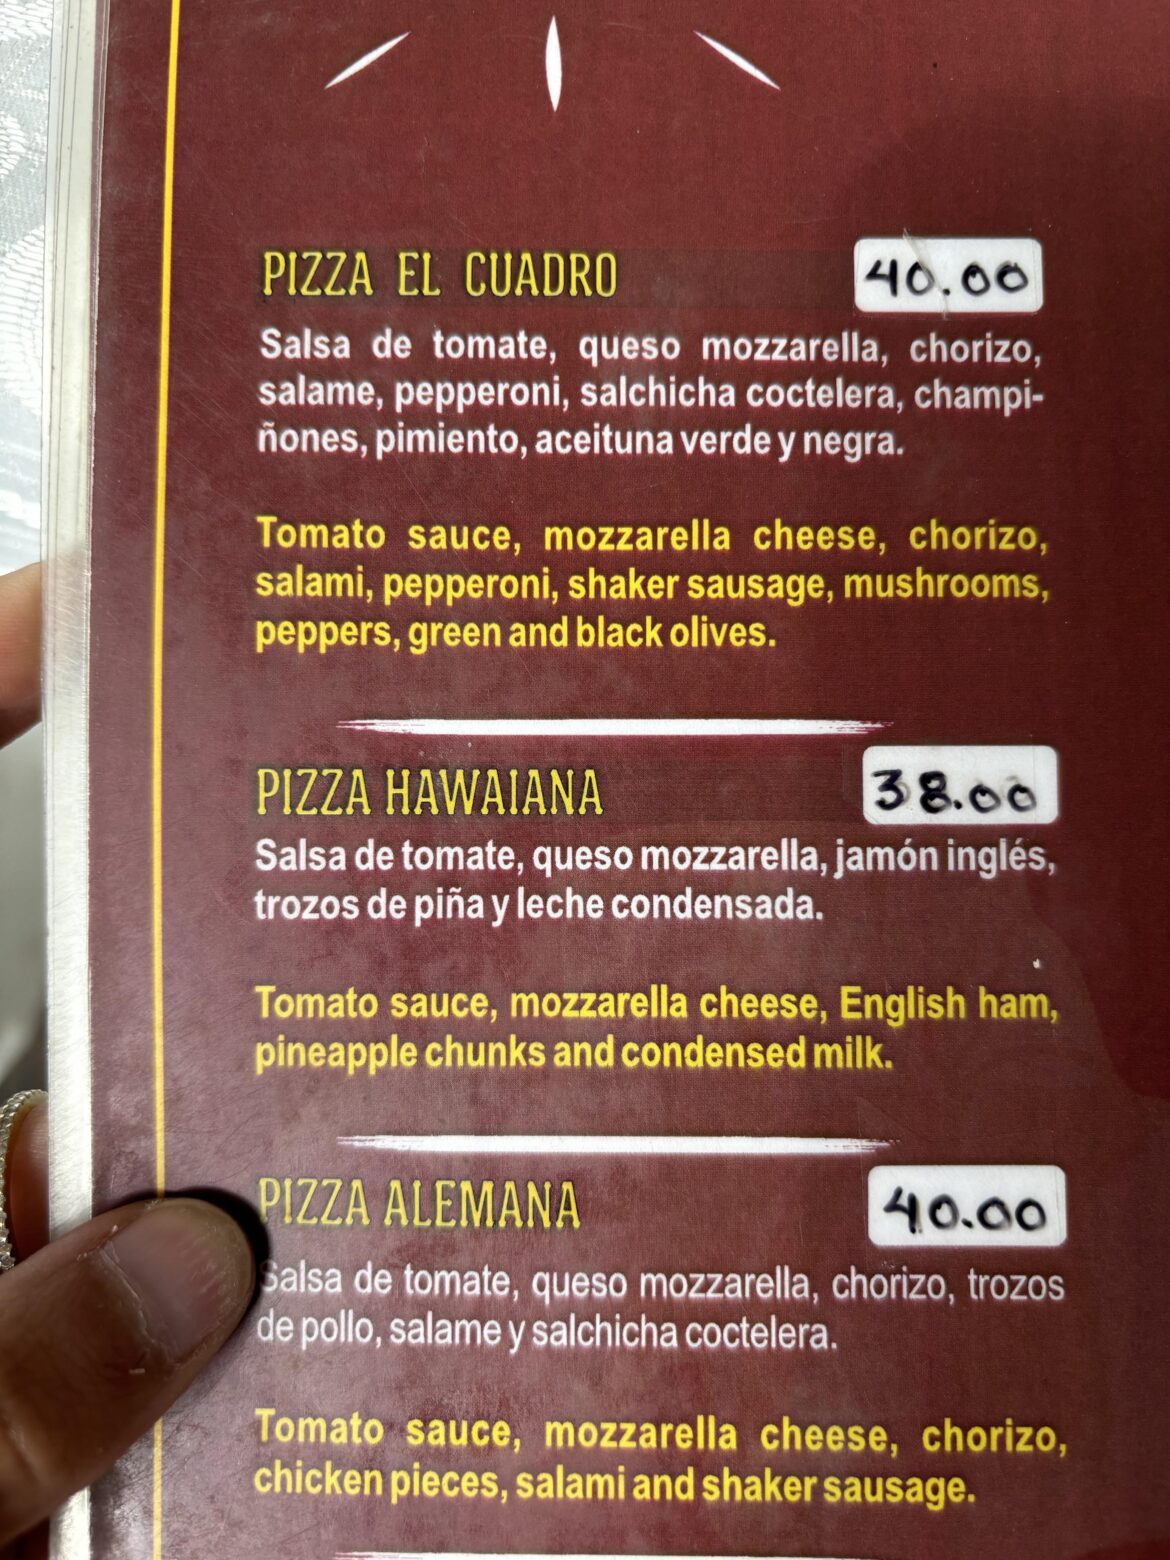 PIZZA EL CUADRO 40.00
Salsa de tomate, queso mozzarella, chorizo,
salame, pepperoni, salchicha coctelera, champi-
ñones, pimiento, aceituna verde y negra.
Tomato sauce, mozzarella cheese, chorizo,
salami, pepperoni, shaker sausage, mushrooms,
peppers, green and black olives.
PIZZA HAWAIANA 38.00
Salsa de tomate, queso mozzarella, jamón inglés,
trozos de piña y leche condensada.
Tomato sauce, mozzarella cheese, English ham,
pineapple chunks and condensed milk.
PIZZA ALEMANA 40.00
Salsa de tomate, queso mozzarella, chorizo, trozos
de pollo, salame y salchicha coctelera.
Tomato sauce, mozzarella cheese, chorizo,
chicken pieces, salami and shaker sausage.